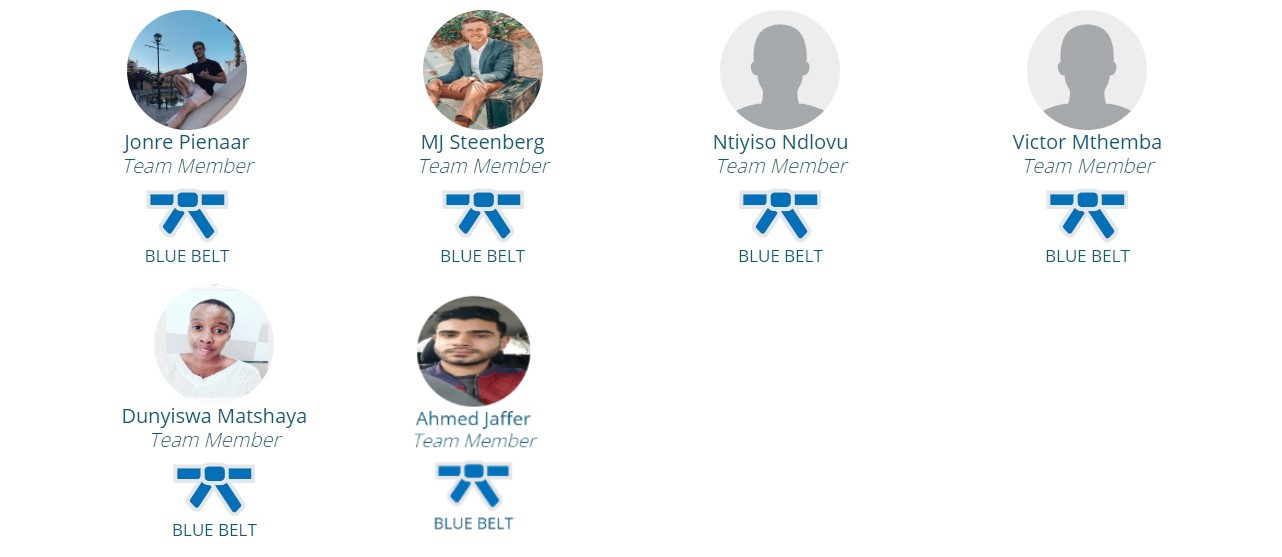 Jonre Pienaar
Team Member
BLUE BELT
MJ Steenberg
Team Member
BLUE BELT
Ntiyiso Ndlovu
Team Member
BLUE BELT
Victor Mthemba
Team Member
BLUE BELT
Dunyiswa Matshaya
Team Member
BLUE BELT
Ahmed Jaffer
Team Member
BLUE BELT